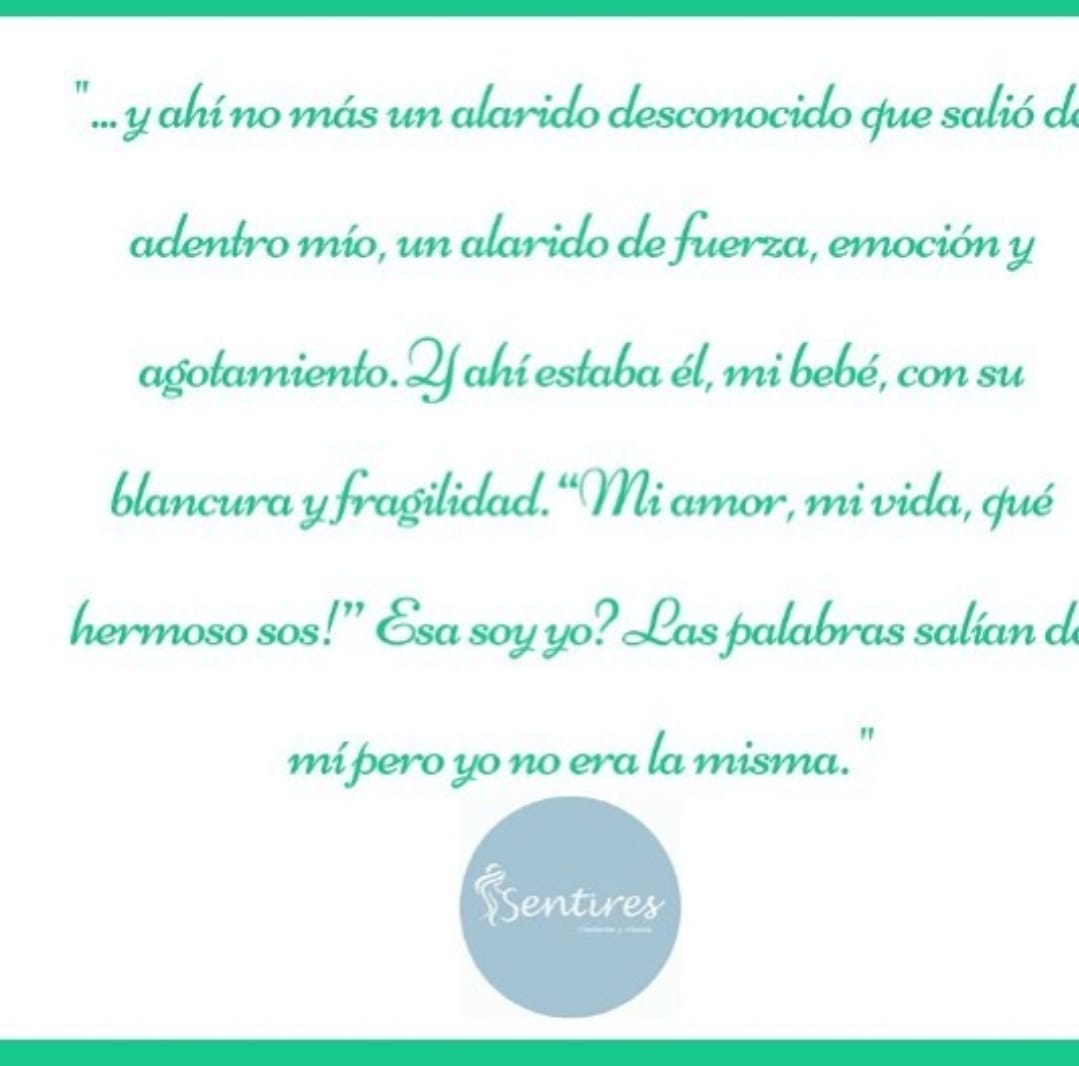 "... y ahí no más un alarido desconocido que salió de
adentro mío, un alarido de fuerza, emoción y
agotamiento. Y ahí estaba él, mi bebé, con su
blancura y fragilidad. “Mi amor, mi vida, qué
hermoso sos!” Esa soy yo? Las palabras salían de
mí pero yo no era la misma. "
Sentires